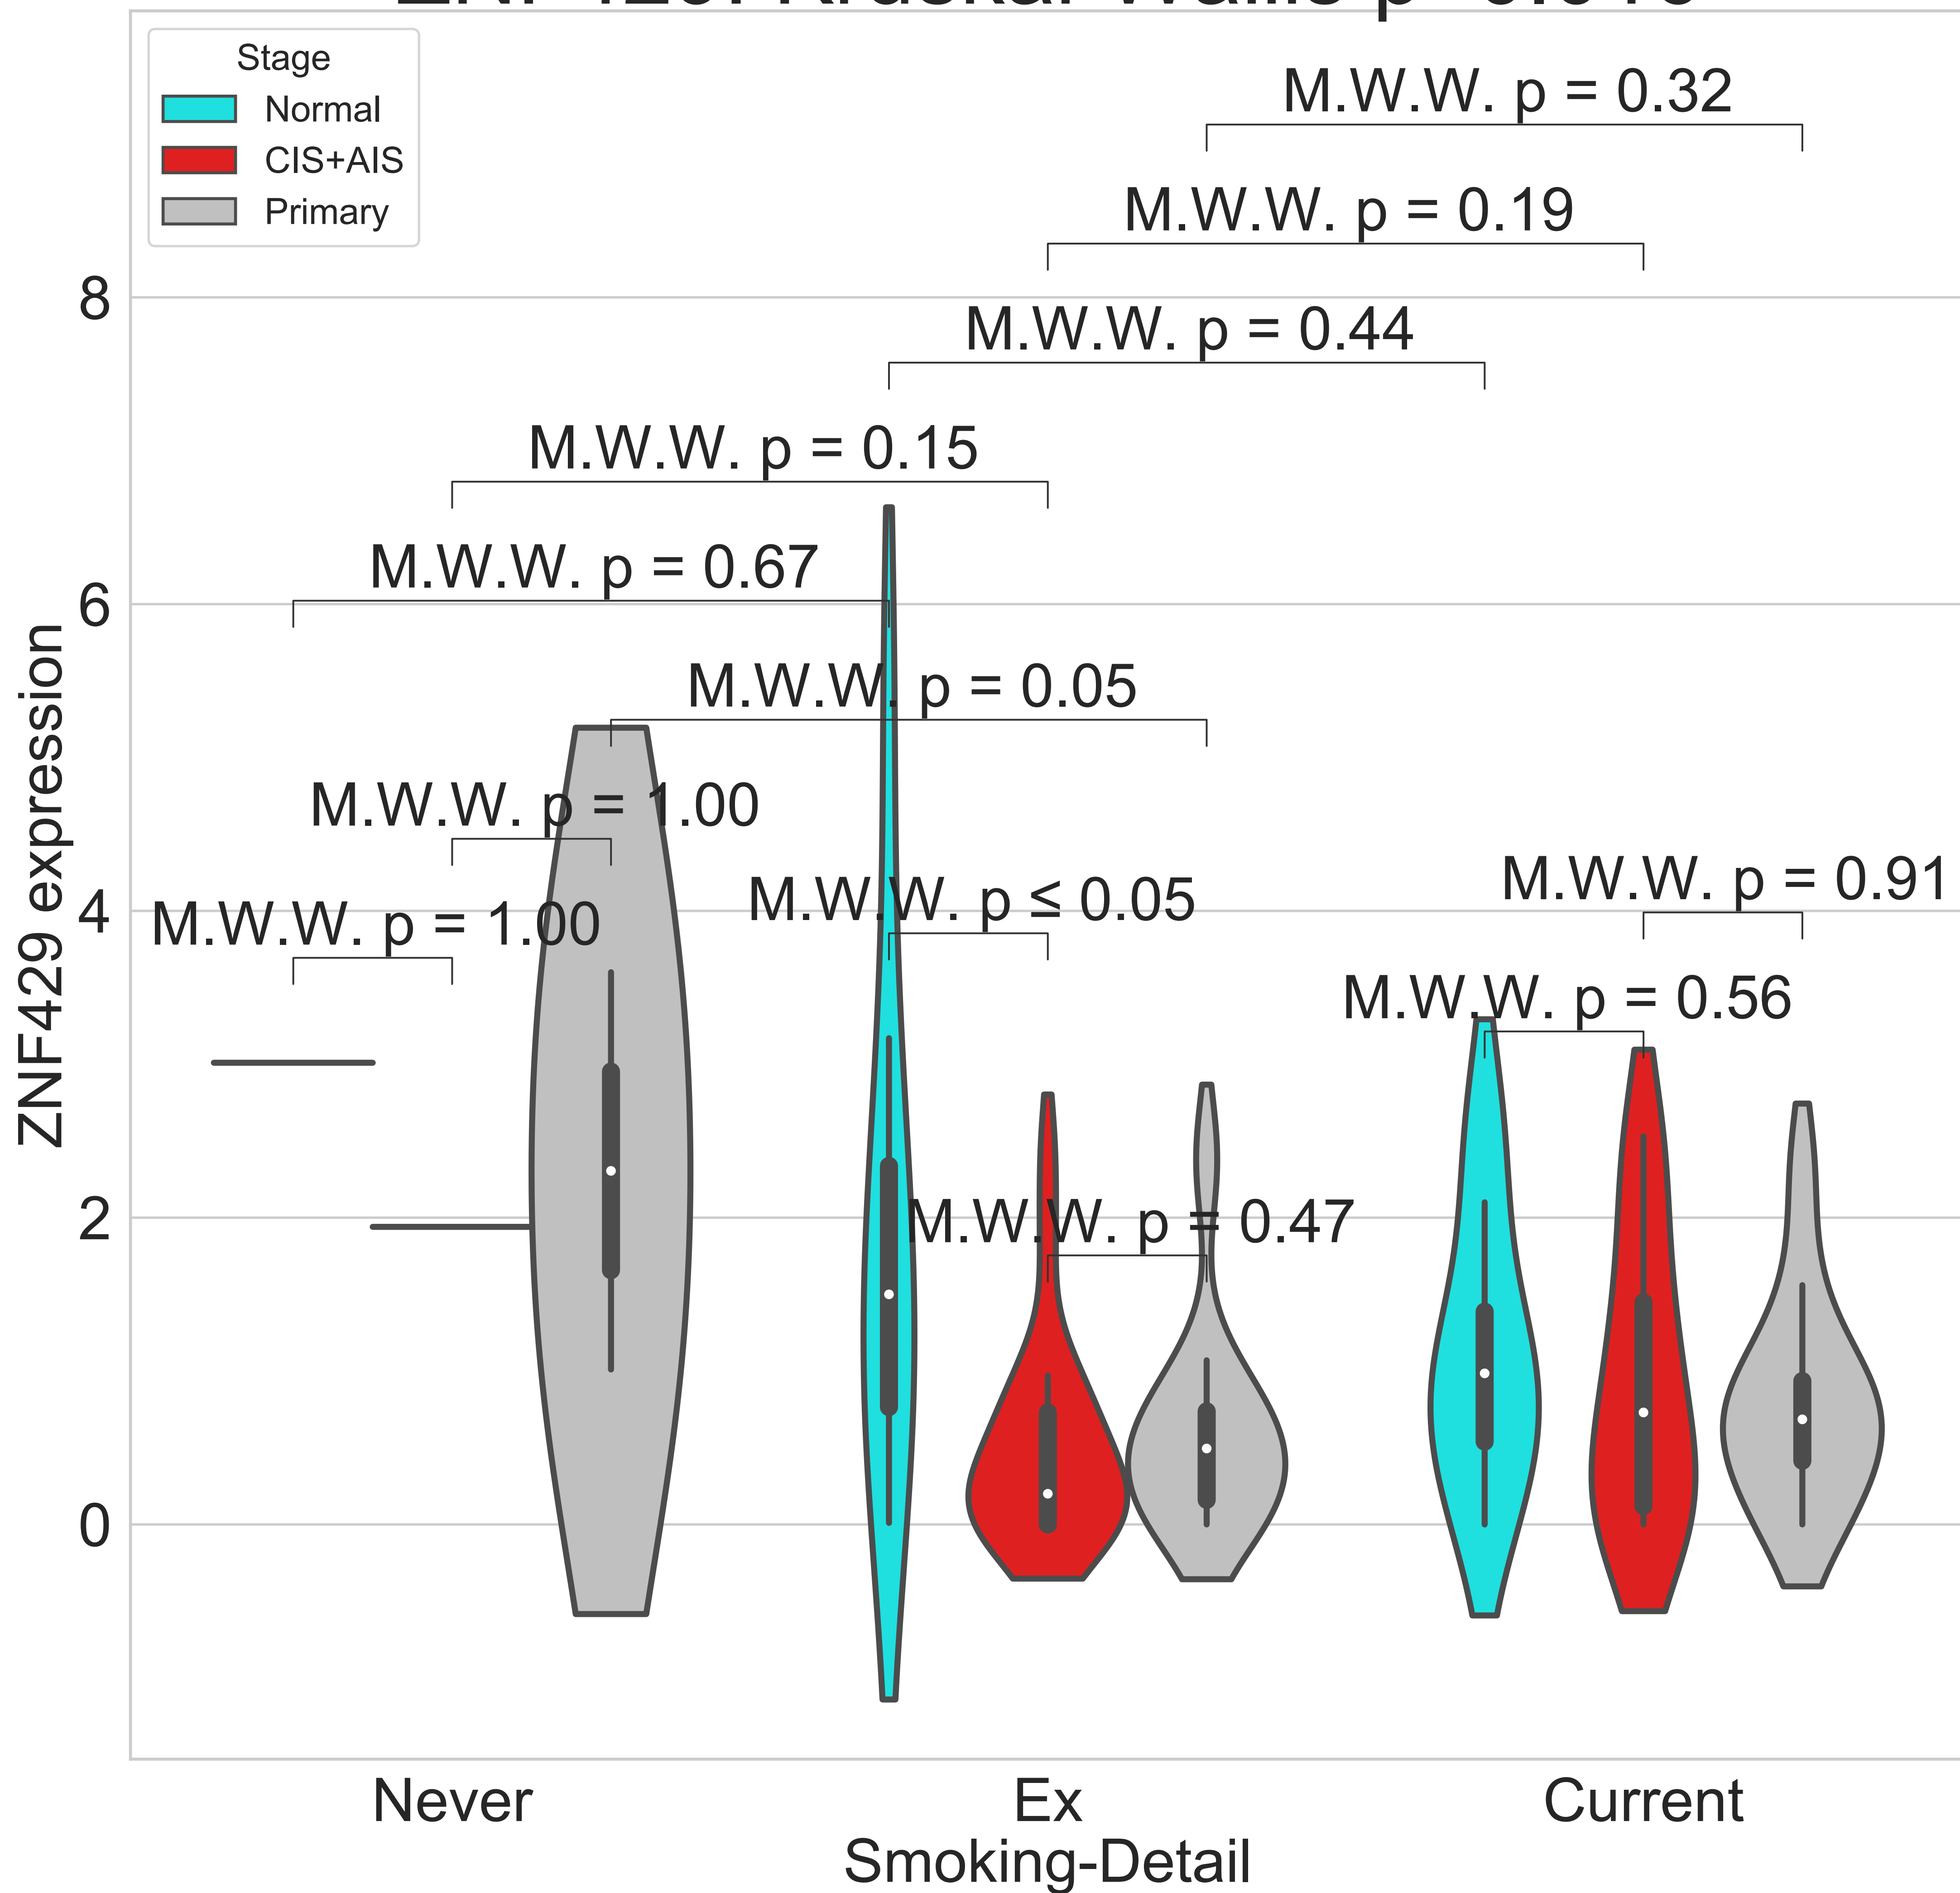 Stage
Normal
CIS+AIS
Primary
M.W.W. p = 0.32
M.W.W. p = 0.19
8
M.W.W. p = 0.44
M.W.W. p = 0.15
M.W.W. p = 0.67
6
M.W.W. p = 0.05
M.W.W. p = 1.00
M.W.W. p ≤ 0.05
M.W.W. p = 0.91
4
M.W.W. p = 1.00
M.W.W. p = 0.56
ZNF429 expression
2
M.W.W. p = 0.47
0
Never
Ex
Current
Smoking-Detail